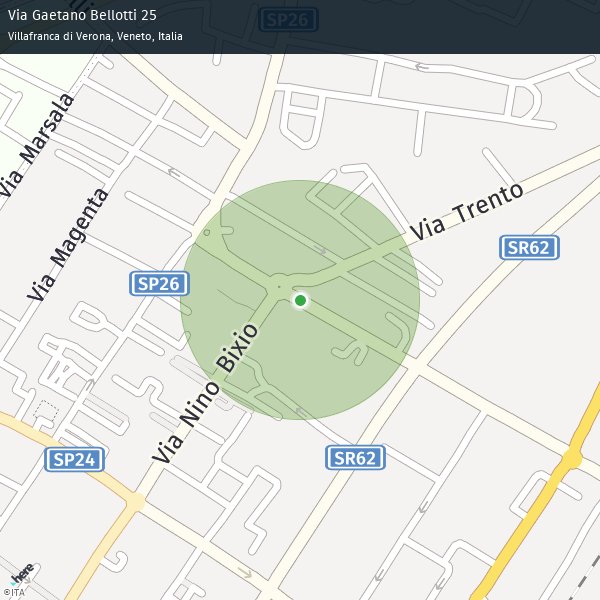 Via Gaetano Bellotti 25
Villafranca di Verona, Veneto, Italia
SP26
Via Marsala
Via Trento
Via Magenta
SR62
SP26
Via Nino Bixio
SP24
SR62
here
©ITA